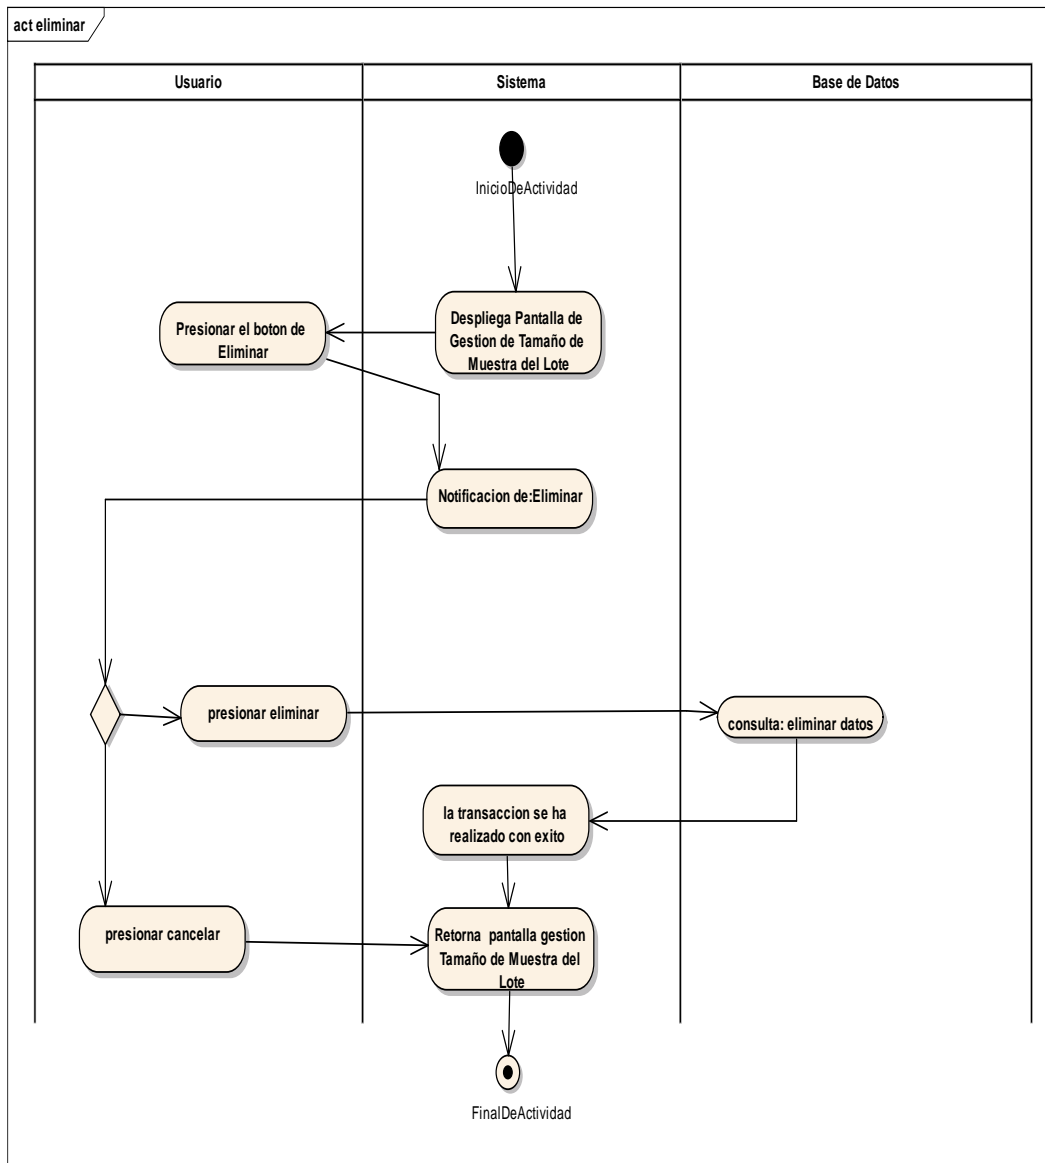 act eliminar
Usuario
Sistema
Base de Datos
InicioDeActividad
Presionar el boton de
Eliminar
Despliega Pantalla de
Gestion de Tamaño de
Muestra del Lote
Notificacion de:Eliminar
presionar eliminar
consulta: eliminar datos
la transaccion se ha
realizado con exito
presionar cancelar
Retorna pantalla gestion
Tamaño de Muestra del
Lote
FinalDeActividad